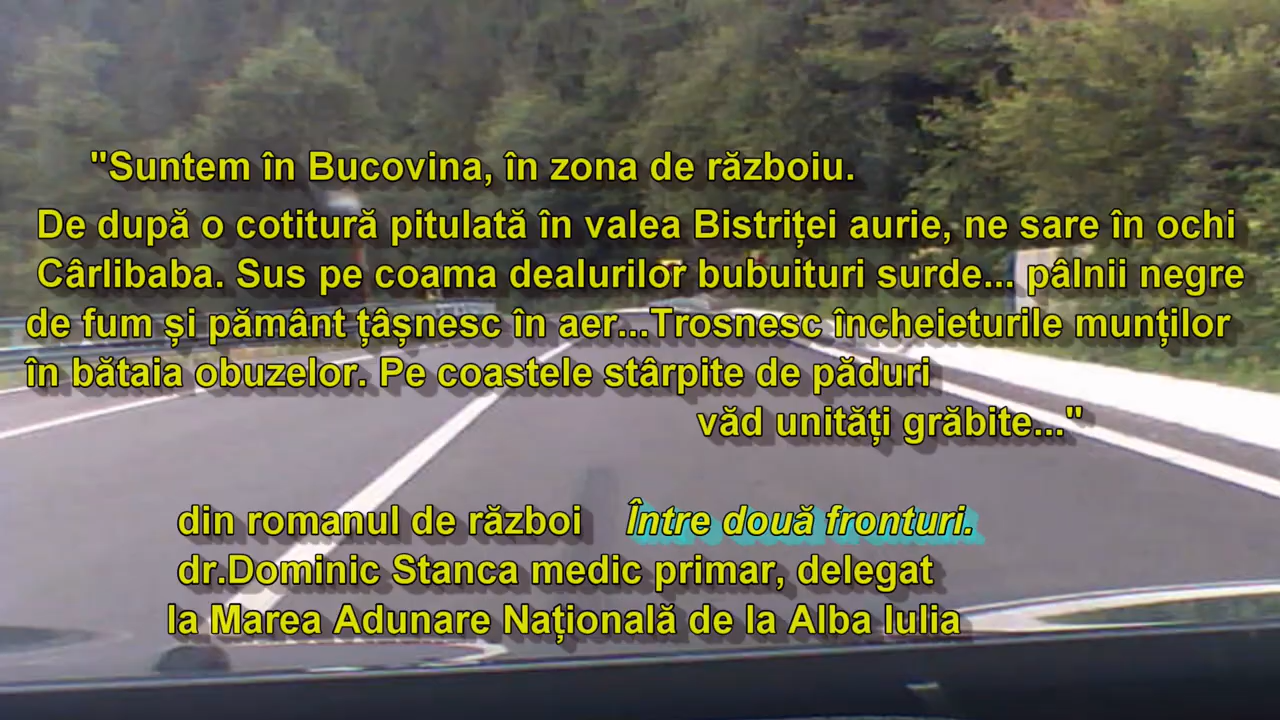 "Suntem în Bucovina, în zona de războiu.
De după o cotitură pitulată în valea Bistriței aurie, ne sare în ochi
Cârlibaba. Sus pe coama dealurilor bubuituri surde... pâlnii negre
de fum și pământ țâșnesc în aer...Trosnesc încheieturile munților
în bătaia obuzelor. Pe coastele stârpite de păduri
văd unități grăbite..."
din romanul de război Între două fronturi.
dr.Dominic Stanca medic primar, delegat
la Marea Adunare Națională de la Alba Iulia